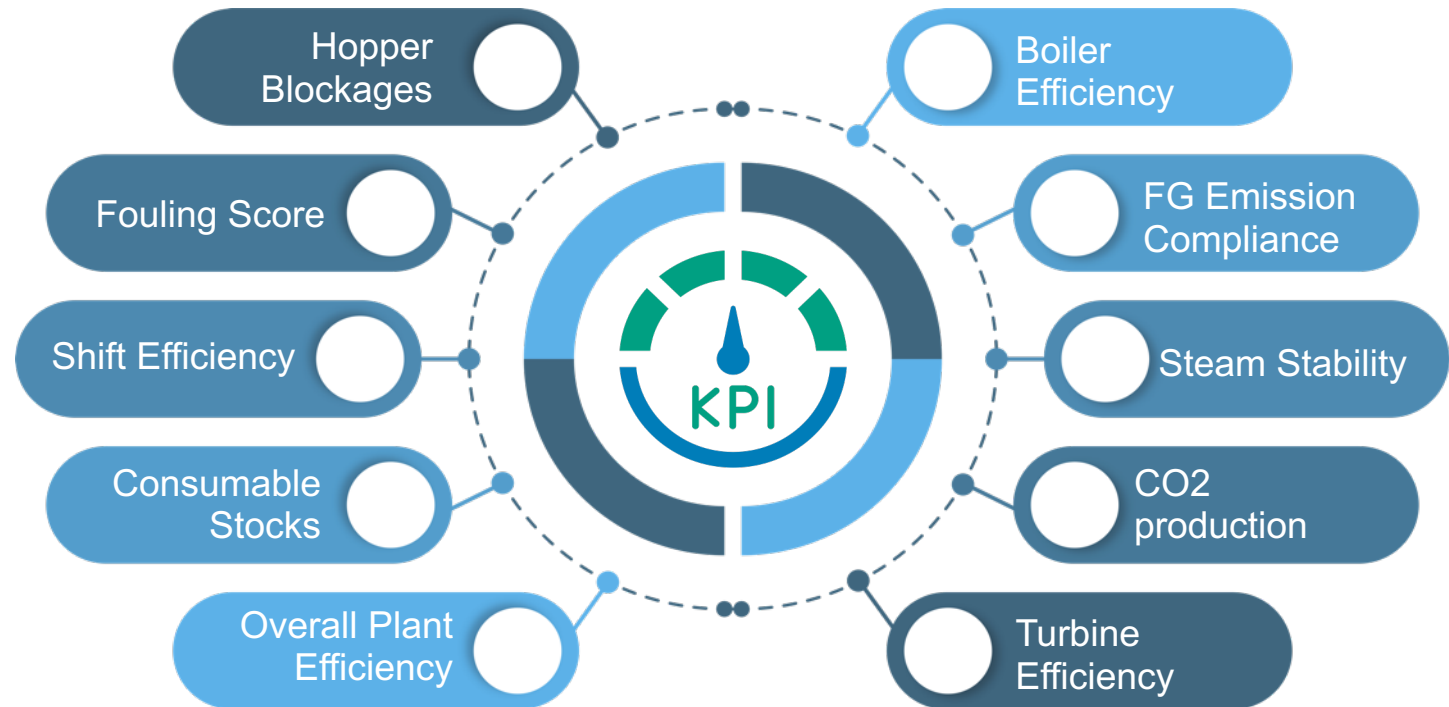 Hopper
Blockages
Fouling Score
Shift Efficiency
Consumable
Stocks
Overall Plant
Efficiency
KPI
Boiler
Efficiency
FG Emission
Compliance
Steam Stability
CO2
production
Turbine
Efficiency